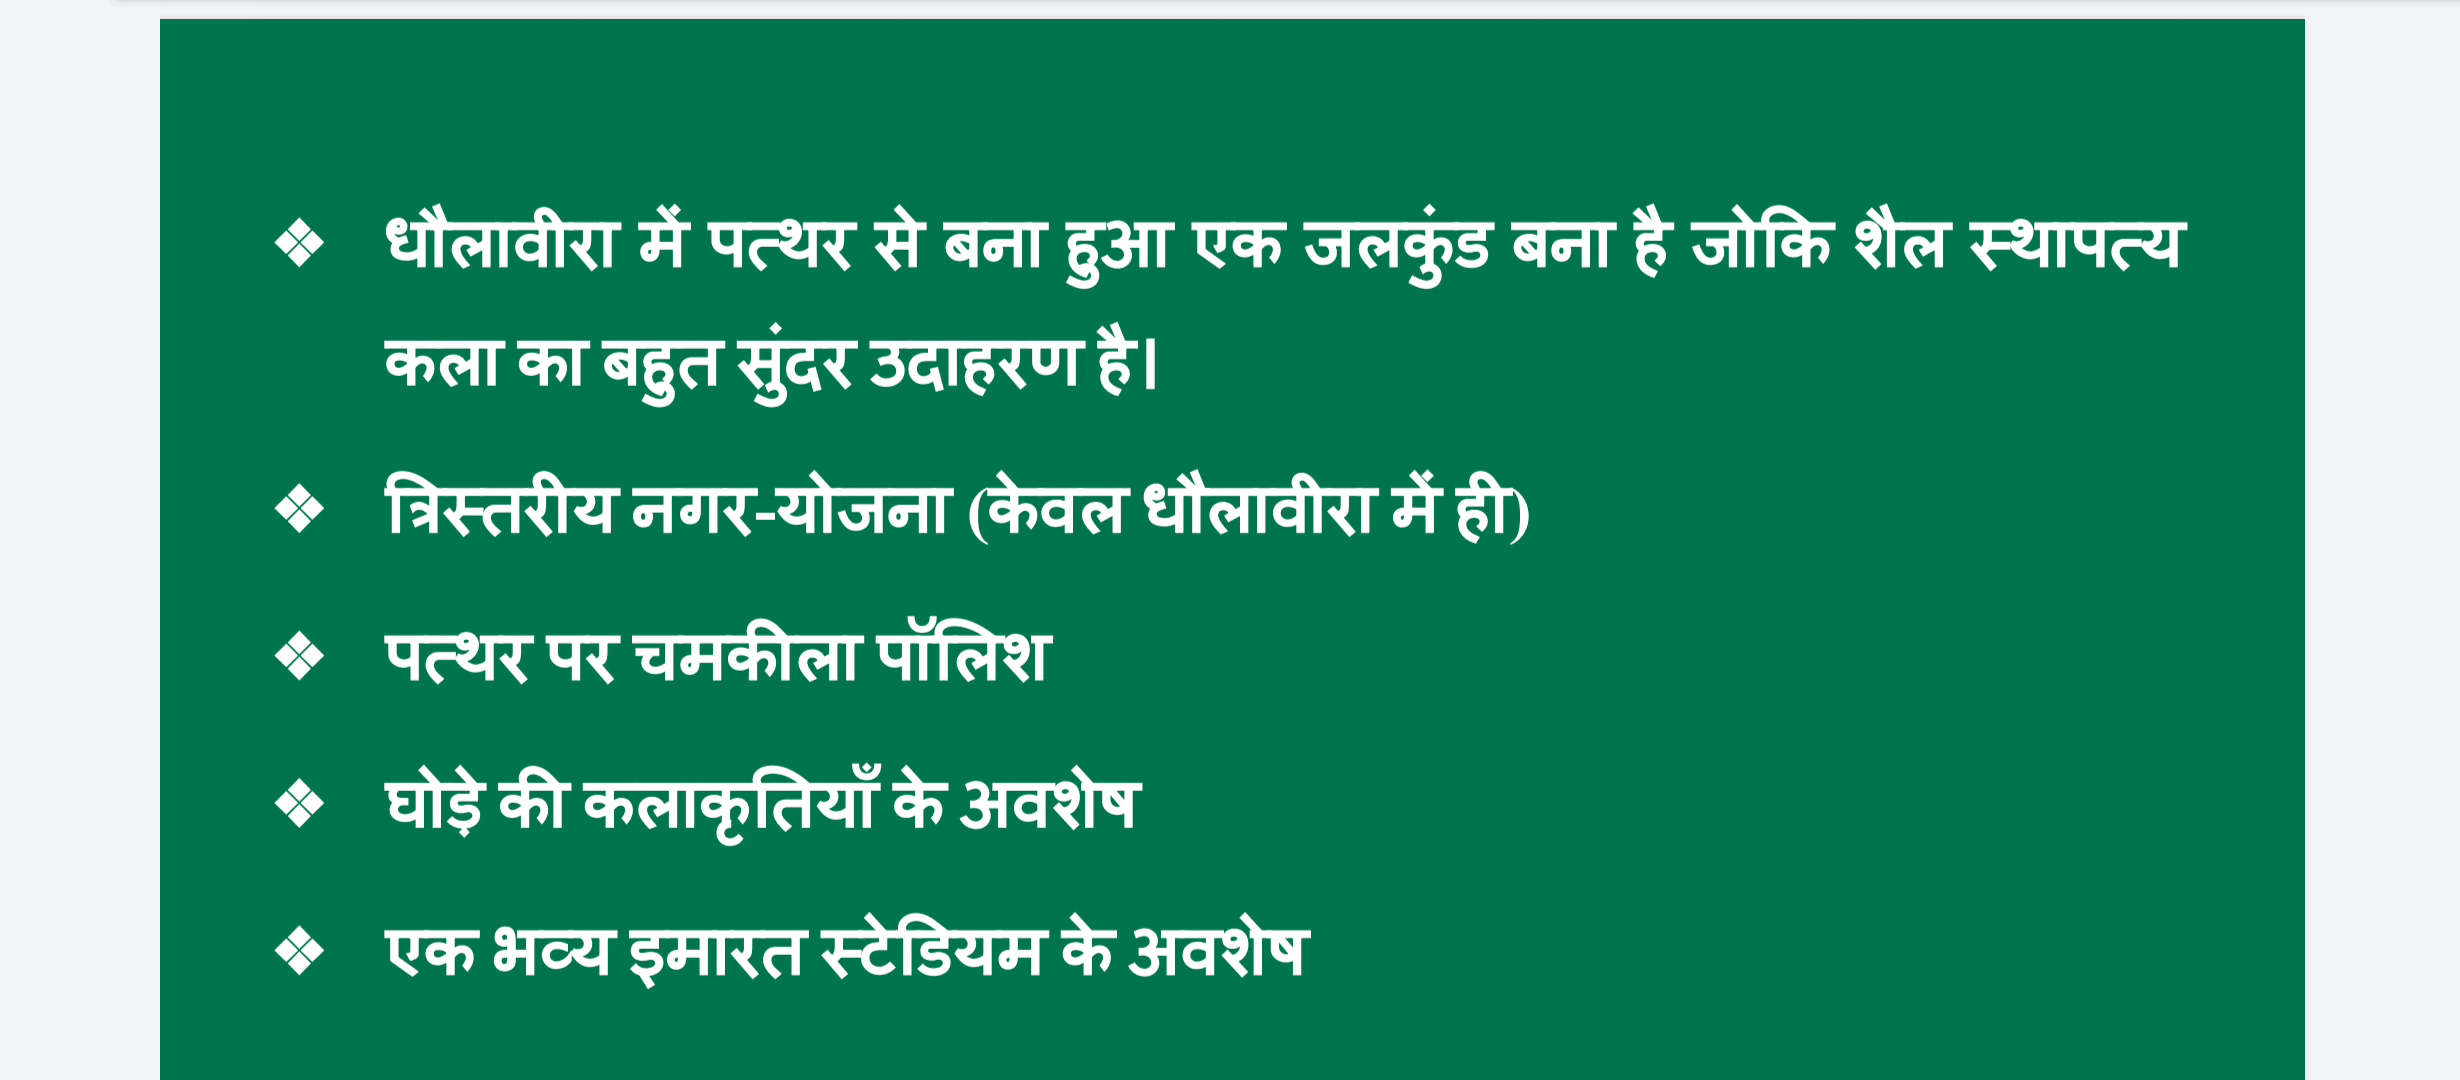 ❖ धौलावीरा में पत्थर से बना हुआ एक जलकुंड बना है जोकि शैल स्थापत्य
कला का बहुत सुंदर उदाहरण है।
❖ त्रिस्तरीय नगर-योजना (केवल धौलावीरा में ही)
❖ पत्थर पर चमकीला पॉलिश
❖ घोड़े की कलाकृतियाँ के अवशेष
❖ एक भव्य इमारत स्टेडियम के अवशेष